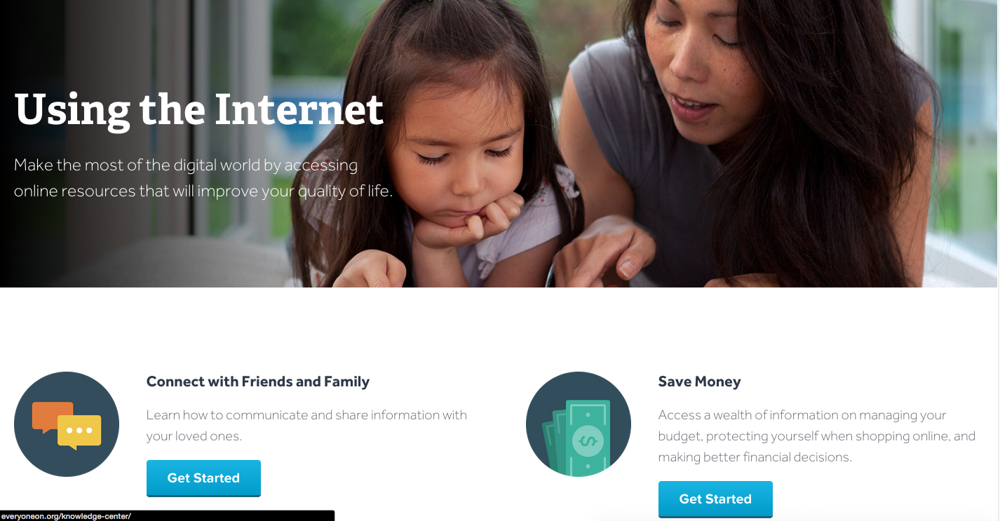 Using the Internet
Make the most of the digital world by accessing
online resources that will improve your quality of life.
Connect with Friends and Family
Learn how to communicate and share information with
your loved ones.
Get Started
$
Save Money
Access a wealth of information on managing your
budget, protecting yourself when shopping online, and
making better financial decisions.
Get Started
everyoneon.org/knowledge-center/